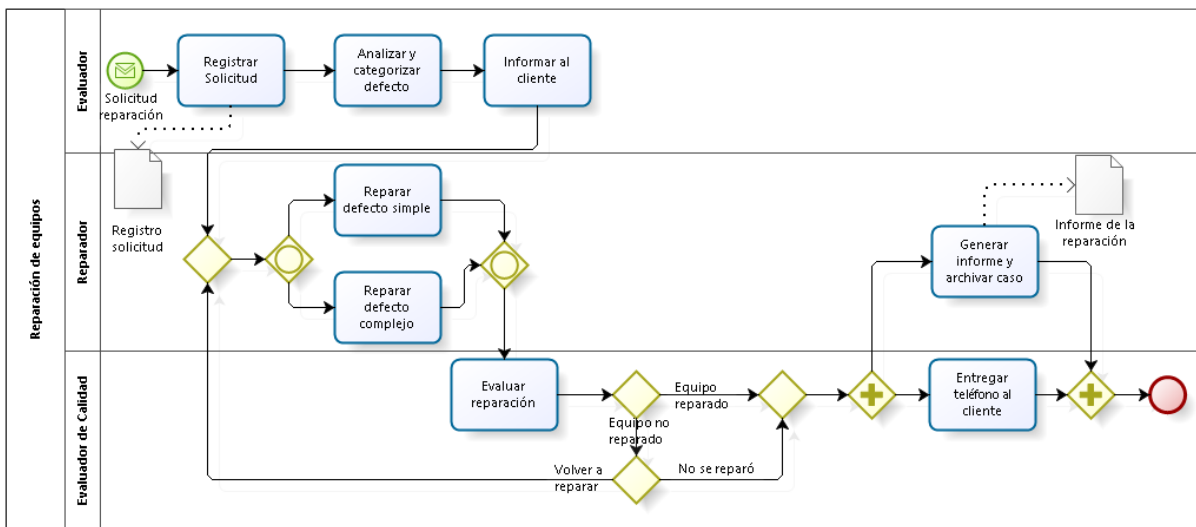 Reparación de equipos
Evaluador
Solicitud
reparación
Registrar
Solicitud
Analizar y
categorizar
defecto
Informar al
cliente
Registro
solicitud
Reparador
Reparar
defecto simple
Reparar
defecto
complejo
Generar
informe y
archivar caso
Informe de la
reparación
Evaluador de Calidad
Evaluar
reparación
Equipo
reparado
Equipo no
reparado
Volver a
reparar
No se reparó
Entregar
teléfono al
cliente